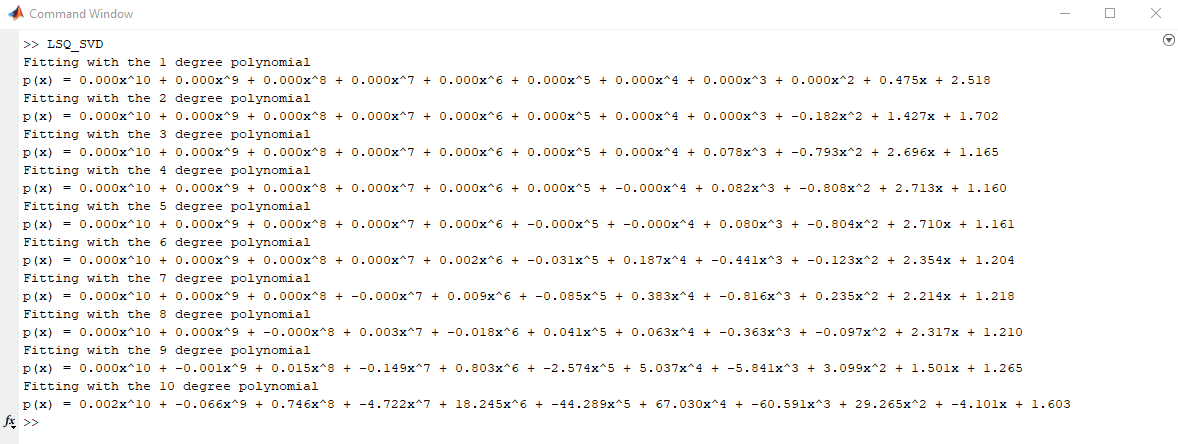 Command Window
>> LSQ_SVD
Fitting with the 1 degree polynomial
p(x) = 0.000x^10 + 0.000x^9 + 0.000x^8 + 0.000x^7 + 0.000x^6 + 0.000x^5 + 0.000x^4 + 0.000x^3 + 0.000x^2 + 0.475x + 2.518
Fitting with the 2 degree polynomial
p(x) = 0.000x^10 + 0.000x^9 + 0.000x^8 + 0.000x^7 + 0.000x^6 + 0.000x^5 + 0.000x^4 + 0.000x^3 + -0.182x^2 + 1.427x + 1.702
Fitting with the 3 degree polynomial
p(x) = 0.000x^10 + 0.000x^9 + 0.000x^8 + 0.000x^7 + 0.000x^6 + 0.000x^5 + 0.000x^4 + 0.078x^3 + -0.793x^2 + 2.696x + 1.165
Fitting with the 4 degree polynomial
p(x) = 0.000x^10 + 0.000x^9 + 0.000x^8 + 0.000x^7 + 0.000x^6 + 0.000x^5 + -0.000x^4 + 0.082x^3 + -0.808x^2 + 2.713x + 1.160
Fitting with the 5 degree polynomial
p(x) = 0.000x^10 + 0.000x^9 + 0.000x^8 + 0.000x^7 + 0.000x^6 + -0.000x^5 + -0.000x^4 + 0.080x^3 + -0.804x^2 + 2.710x + 1.161
Fitting with the 6 degree polynomial
p(x) = 0.000x^10 + 0.000x^9 + 0.000x^8 + 0.000x^7 + 0.002x^6 + -0.031x^5 + 0.187x^4 + -0.441x^3 + -0.123x^2 + 2.354x + 1.204
Fitting with the 7 degree polynomial
p(x) = 0.000x^10 + 0.000x^9 + 0.000x^8 + -0.000x^7 + 0.009x^6 + -0.085x^5 + 0.383x^4 + -0.816x^3 + 0.235x^2 + 2.214x + 1.218
Fitting with the 8 degree polynomial
p(x) = 0.000x^10 + 0.000x^9 + -0.000x^8 + 0.003x^7 + -0.018x^6 + 0.041x^5 + 0.063x^4 + -0.363x^3 + -0.097x^2 + 2.317x + 1.210
Fitting with the 9 degree polynomial
p(x) = 0.000x^10 + -0.001x^9 + 0.015x^8 + -0.149x^7 + 0.803x^6 + -2.574x^5 + 5.037x^4 + -5.841x^3 + 3.099x^2 + 1.501x + 1.265
Fitting with the 10 degree polynomial
p(x) = 0.002x^10 + -0.066x^9 + 0.746x^8 + -4.722x^7 + 18.245x^6 + -44.289x^5 + 67.030x^4 + -60.591x^3 + 29.265x^2 + -4.101x + 1.603
fx >>